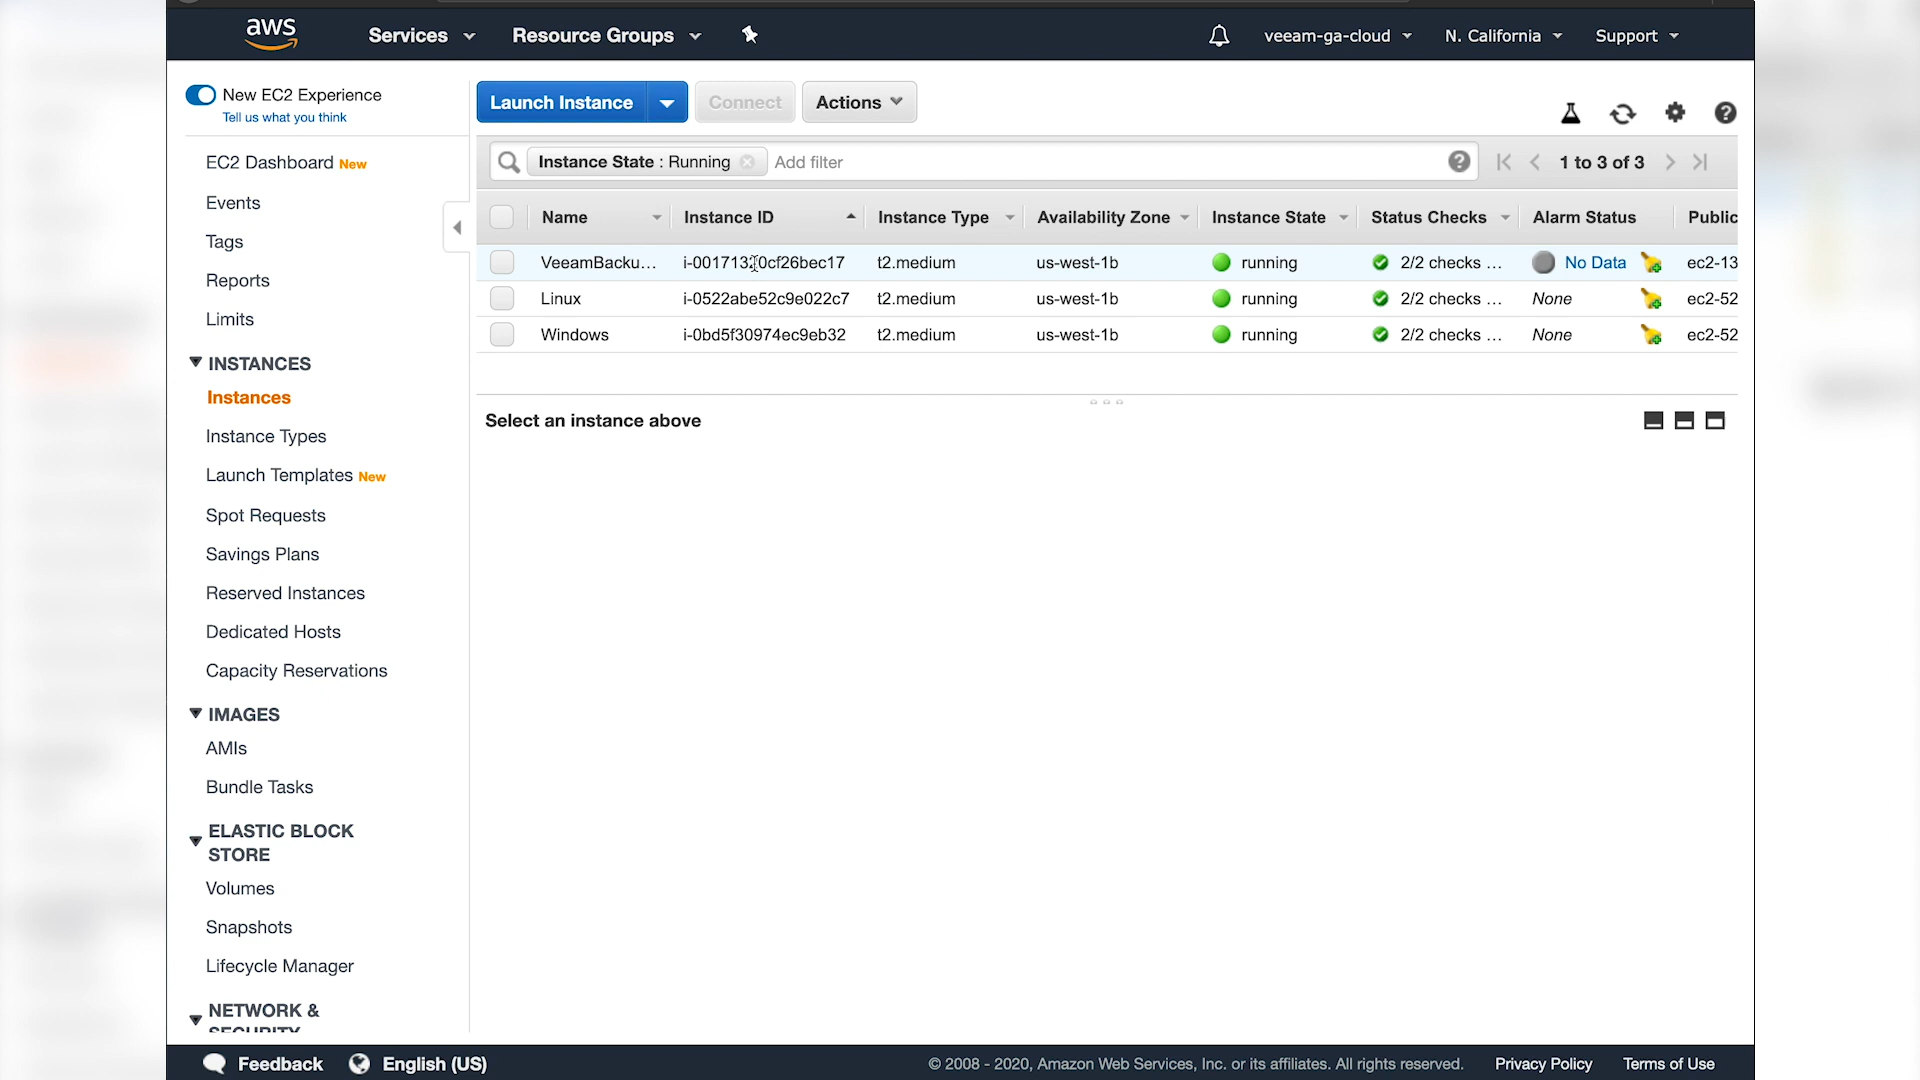 aws Services Resource Groups veeam-ga-cloud N. California Support
New EC2 Experience
Tell us what you think
EC2 Dashboard New
Events
Tags
Reports
Limits
INSTANCES
Instances
Instance Types
Launch Templates New
Spot Requests
Savings Plans
Reserved Instances
Dedicated Hosts
Capacity Reservations
IMAGES
AMIs
Bundle Tasks
ELASTIC BLOCK
STORE
Volumes
Snapshots
Lifecycle Manager
NETWORK &
SECURITY
Launch Instance Connect Actions
Instance State : Running Add filter 1 to 3 of 3
Name Instance ID Instance Type Availability Zone Instance State Status Checks Alarm Status Public
VeeamBacku... t2.medium us-west-1b running 2/2 checks ... No Data ec2-13
Linux i-0522abe52c9e022c7 t2.medium us-west-1b running 2/2 checks ... None ec2-52
Windows i-0bd5f30974ec9eb32 t2.medium us-west-1b running 2/2 checks ... None ec2-52
Select an instance above
Feedback English (US) © 2008 - 2020, Amazon Web Services, Inc. or its affiliates. All rights reserved. Privacy Policy Terms of Use